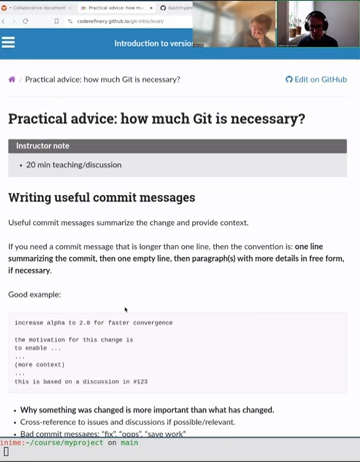 Collaborative document -
Practical advice: how much
coderefinery.github.io/git-intro/level/
Introduction to version
Practical advice: how much Git is necessary?
Edit on GitHub
Practical advice: how much Git is necessary?
Instructor note
20 min teaching/discussion
Writing useful commit messages
Useful commit messages summarize the change and provide context.
If you need a commit message that is longer than one line, then the convention is: one line
summarizing the commit, then one empty line, then paragraph(s) with more details in free form,
if necessary.
Good example:
increase alpha to 2.0 for faster convergence
the motivation for this change is
to enable ...
...
(more context)
...
this is based on a discussion in #123
Why something was changed is more important than what has changed.
Cross-reference to issues and discussions if possible/relevant.
Bad commit messages: "fix", "oops", "save work"
inime:~/course/myproject on main